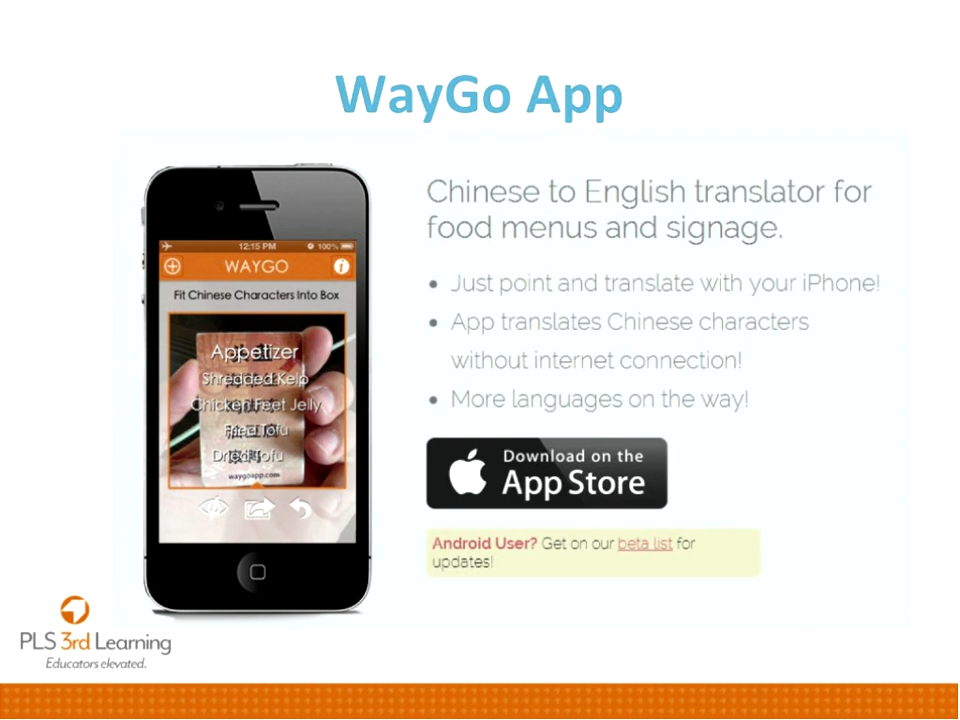 WayGo App
12:15 PM
100%
WAYGO
Fit Chinese Characters Into Box
Appetizer
Shredded Kelp
Chicken Feet Jelly
Fried Tofu
Dried Tofu
waygoapp.com
Chinese to English translator for
food menus and signage.
Just point and translate with your iPhone!
App translates Chinese characters
without internet connection!
More languages on the way!
Download on the
App Store
Android User? Get on our beta list for
updates!
PLS 3rd Learning
Educators elevated.